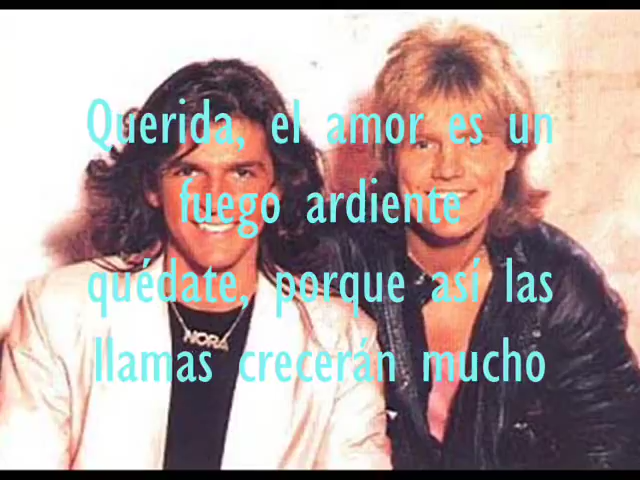 Querida, el amor es un
fuego ardiente
quédate, porque así las
llamas crecerán mucho
NORA